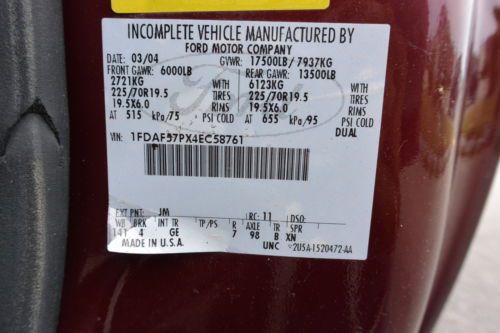 INCOMPLETE VEHICLE MANUFACTURED BY
FORD MOTOR COMPANY
DATE: 03/04 GVWR: 17500LB/ 7937KG
FRONT GAWR: 6000LB REAR GAWR: 13500LB
2721KG WITH 6123KG WITH
225/70R19.5 TIRES 225/70R19.5 TIRES
19.5X6.0 RIMS 19.5X6.0 RIMS
AT 515 kPa/75 PSI COLD AT 655 kPa/95 PSI COLD
DUAL
VIN: 1FDAF57PX4EC58761
Ford
EXT PNT: JM RC: 11 DSO:
WB BRK INT TR TP/PS R AXLE TR SPR
141 4 GE 7 98 B XN
MADE IN U.S.A. UNC 2U5A-1520472-AA